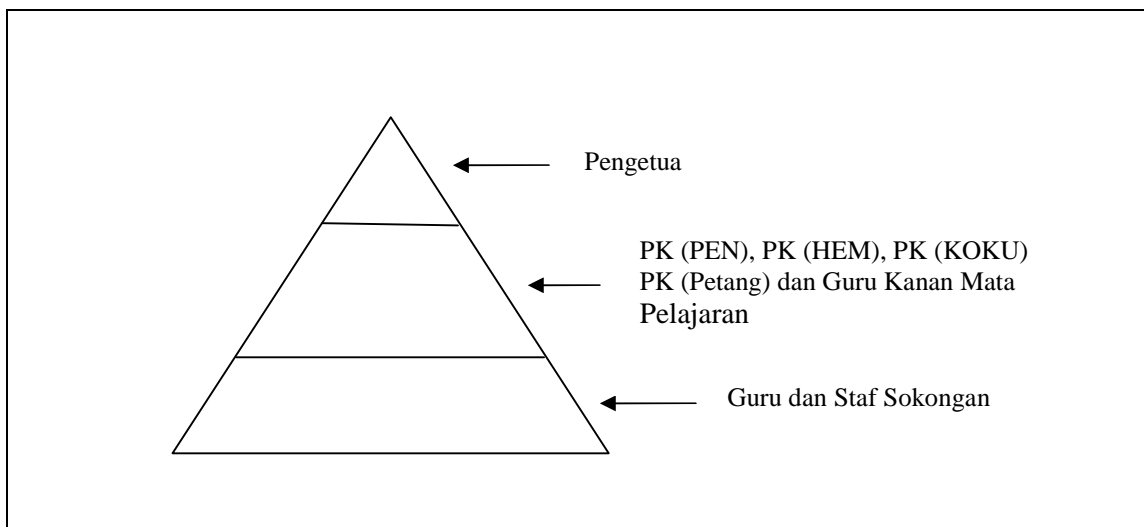 Pengetua
PK (PEN), PK (HEM), PK (KOKU)
PK (Petang) dan Guru Kanan Mata
Pelajaran
Guru dan Staf Sokongan